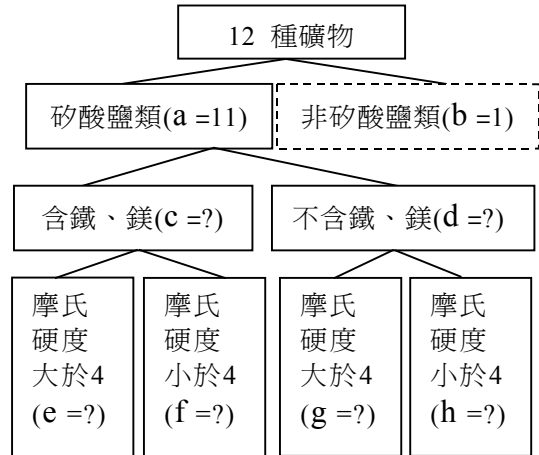 12 種礦物
矽酸鹽類(a =11)
非矽酸鹽類(b =1)
含鐵、鎂(c =?)
不含鐵、鎂(d =?)
摩氏
硬度
大於4
(e =?)
摩氏
硬度
小於4
(f =?)
摩氏
硬度
大於4
(g =?)
摩氏
硬度
小於4
(h =?)